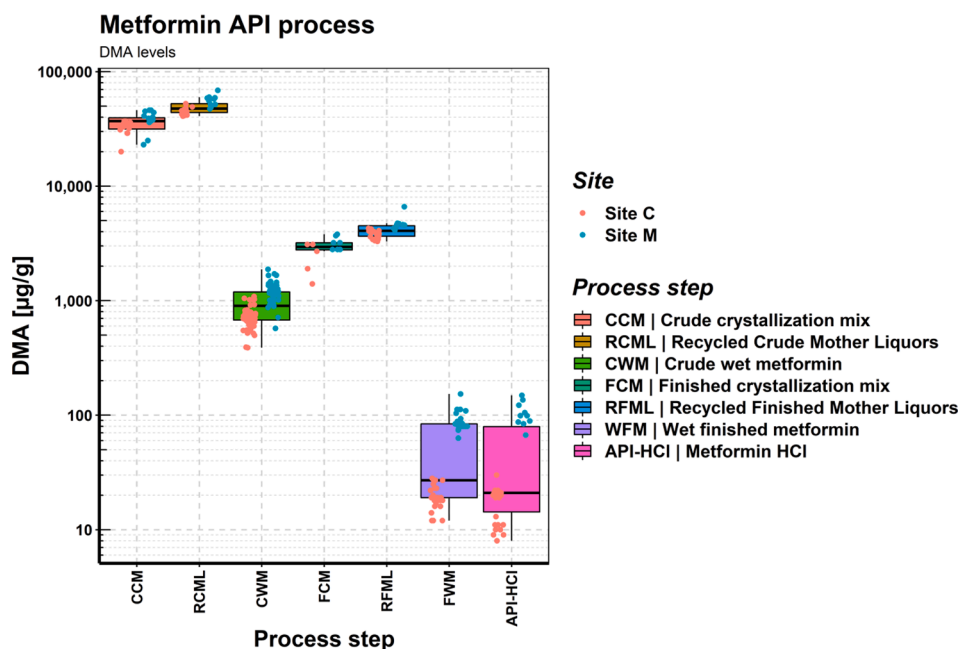 Metformin API process
DMA levels
DMA [µg/g]
100,000
10,000
1,000
100
10
CCM
RCML
CWM
FCM
RFML
FWM
API-HCl
Process step
Site
Site C
Site M
Process step
CCM | Crude crystallization mix
RCML | Recycled Crude Mother Liquors
CWM | Crude wet metformin
FCM | Finished crystallization mix
RFML | Recycled Finished Mother Liquors
WFM | Wet finished metformin
API-HCl | Metformin HCl